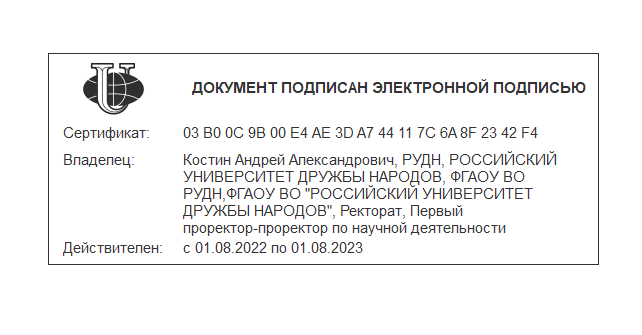 ДОКУМЕНТ ПОДПИСАН ЭЛЕКТРОННОЙ ПОДПИСЬЮ
Сертификат: 03 B0 0C 9B 00 E4 AE 3D A7 44 11 7C 6A 8F 23 42 F4
Владелец: Костин Андрей Александрович, РУДН, РОССИЙСКИЙ
УНИВЕРСИТЕТ ДРУЖБЫ НАРОДОВ, ФГАОУ ВО
РУДН,ФГАОУ ВО "РОССИЙСКИЙ УНИВЕРСИТЕТ
ДРУЖБЫ НАРОДОВ", Ректорат, Первый
проректор-проректор по научной деятельности
Действителен: с 01.08.2022 по 01.08.2023